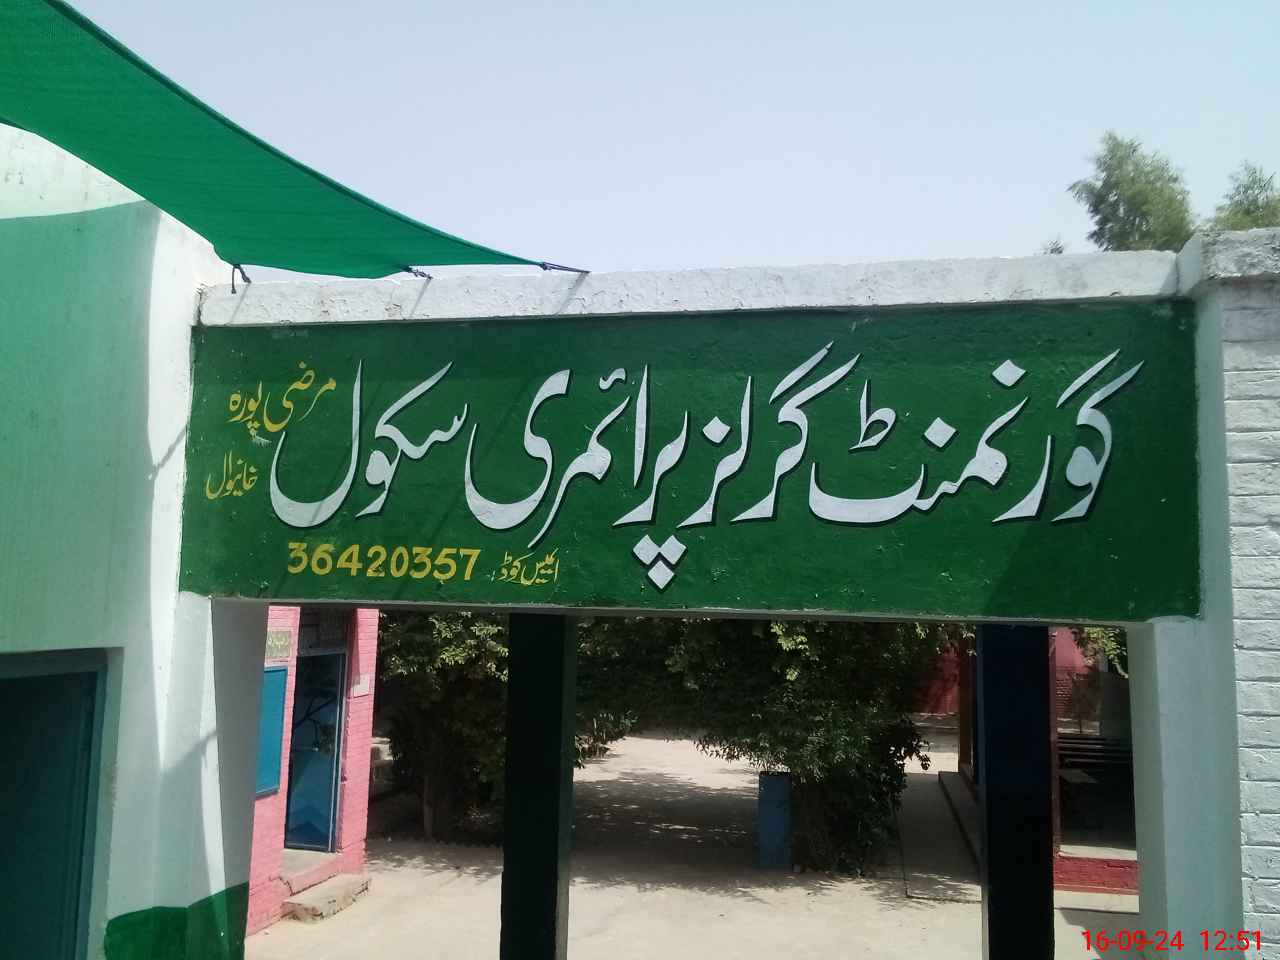 گورنمنٹ گرلز پرائمری سکول
مرضی پورہ
خانیوال
ایمیس کوڈ: 36420357
16-09-24 12:51